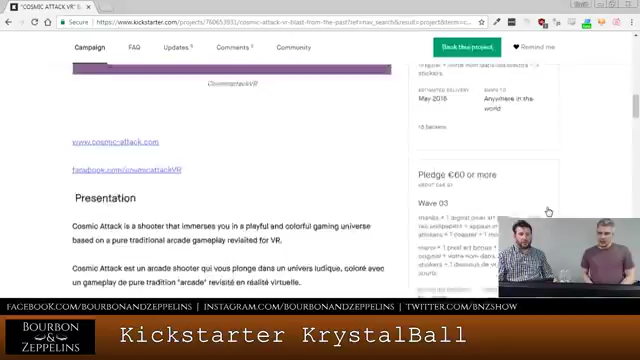 "COSMIC ATTACK VR" B
Secure
https://www.kickstarter.com/projects/760653931/cosmic-attack-vr-blast-from-the-past?ref=nav_search&result=project&term=c
Campaign
FAQ
Updates
Comments
Community
Back this project
Remind me
CosmicAttackVR
stickers.
ESTIMATED DELIVERY
SHIPS TO
May 2018
Anywhere in the
world
backers
www.cosmic-attack.com
facebook.com/cosmicattackVR
Pledge €60 or more
Wave 03
Presentation
Cosmic Attack is a shooter that immerses you in a playful and colorful gaming universe
based on a pure traditional arcade gameplay revisited for VR.
Cosmic Attack est un arcade shooter qui vous plonge dans un univers ludique, coloré avec
un gameplay de pure tradition "arcade" revisité en réalité virtuelle.
FACEBOOK.COM/BOURBONANDZEPPELINS | INSTAGRAM.COM/BOURBONANDZEPPELINS | TWITTER.COM/BNZSHOW
BOURBON
&
ZEPPELINS
Kickstarter KrystalBall